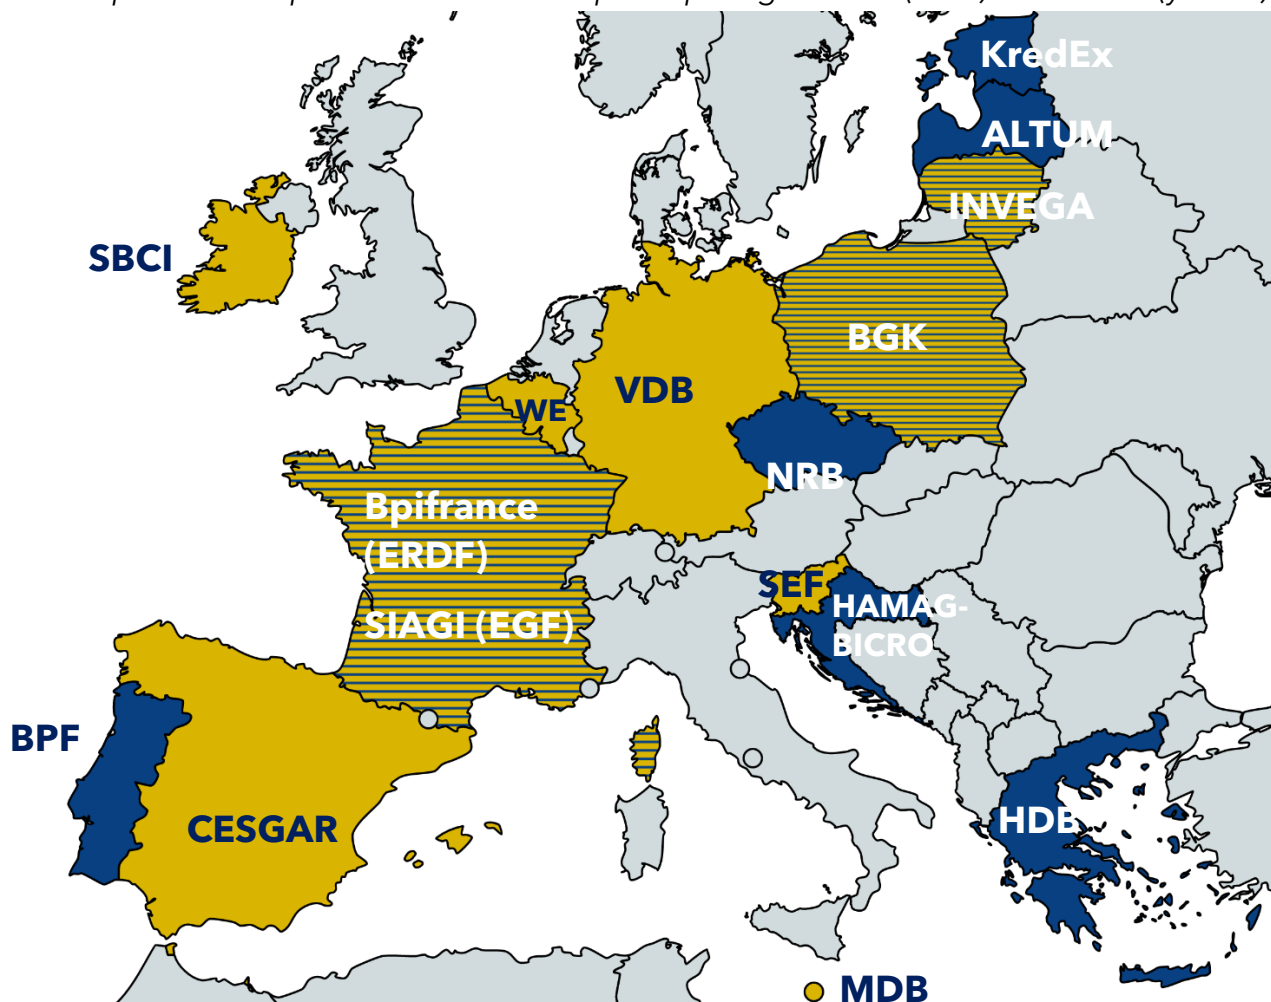 KredEx
ALTUM
INVEGA
SBCI
BGK
VDB
WE
NRB
Bpifrance
(ERDF)
SEF
HAMAG-
BICRO
SIAGI (EGF)
BPF
HDB
CESGAR
MDB